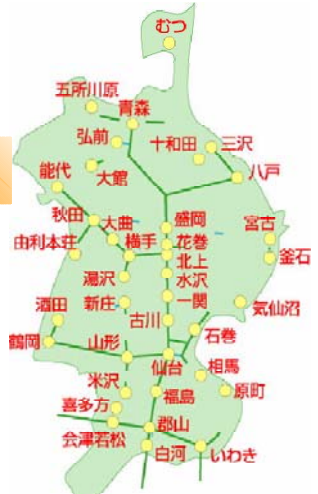 むつ
五所川原
青森
弘前
十和田
三沢
能代
大館
八戸
秋田
大曲
盛岡
宮古
由利本荘
横手
花巻
釜石
北上
湯沢
水沢
酒田
新庄
一関
気仙沼
古川
石巻
鶴岡
山形
仙台
相馬
米沢
福島
原町
喜多方
郡山
会津若松
白河
いわき